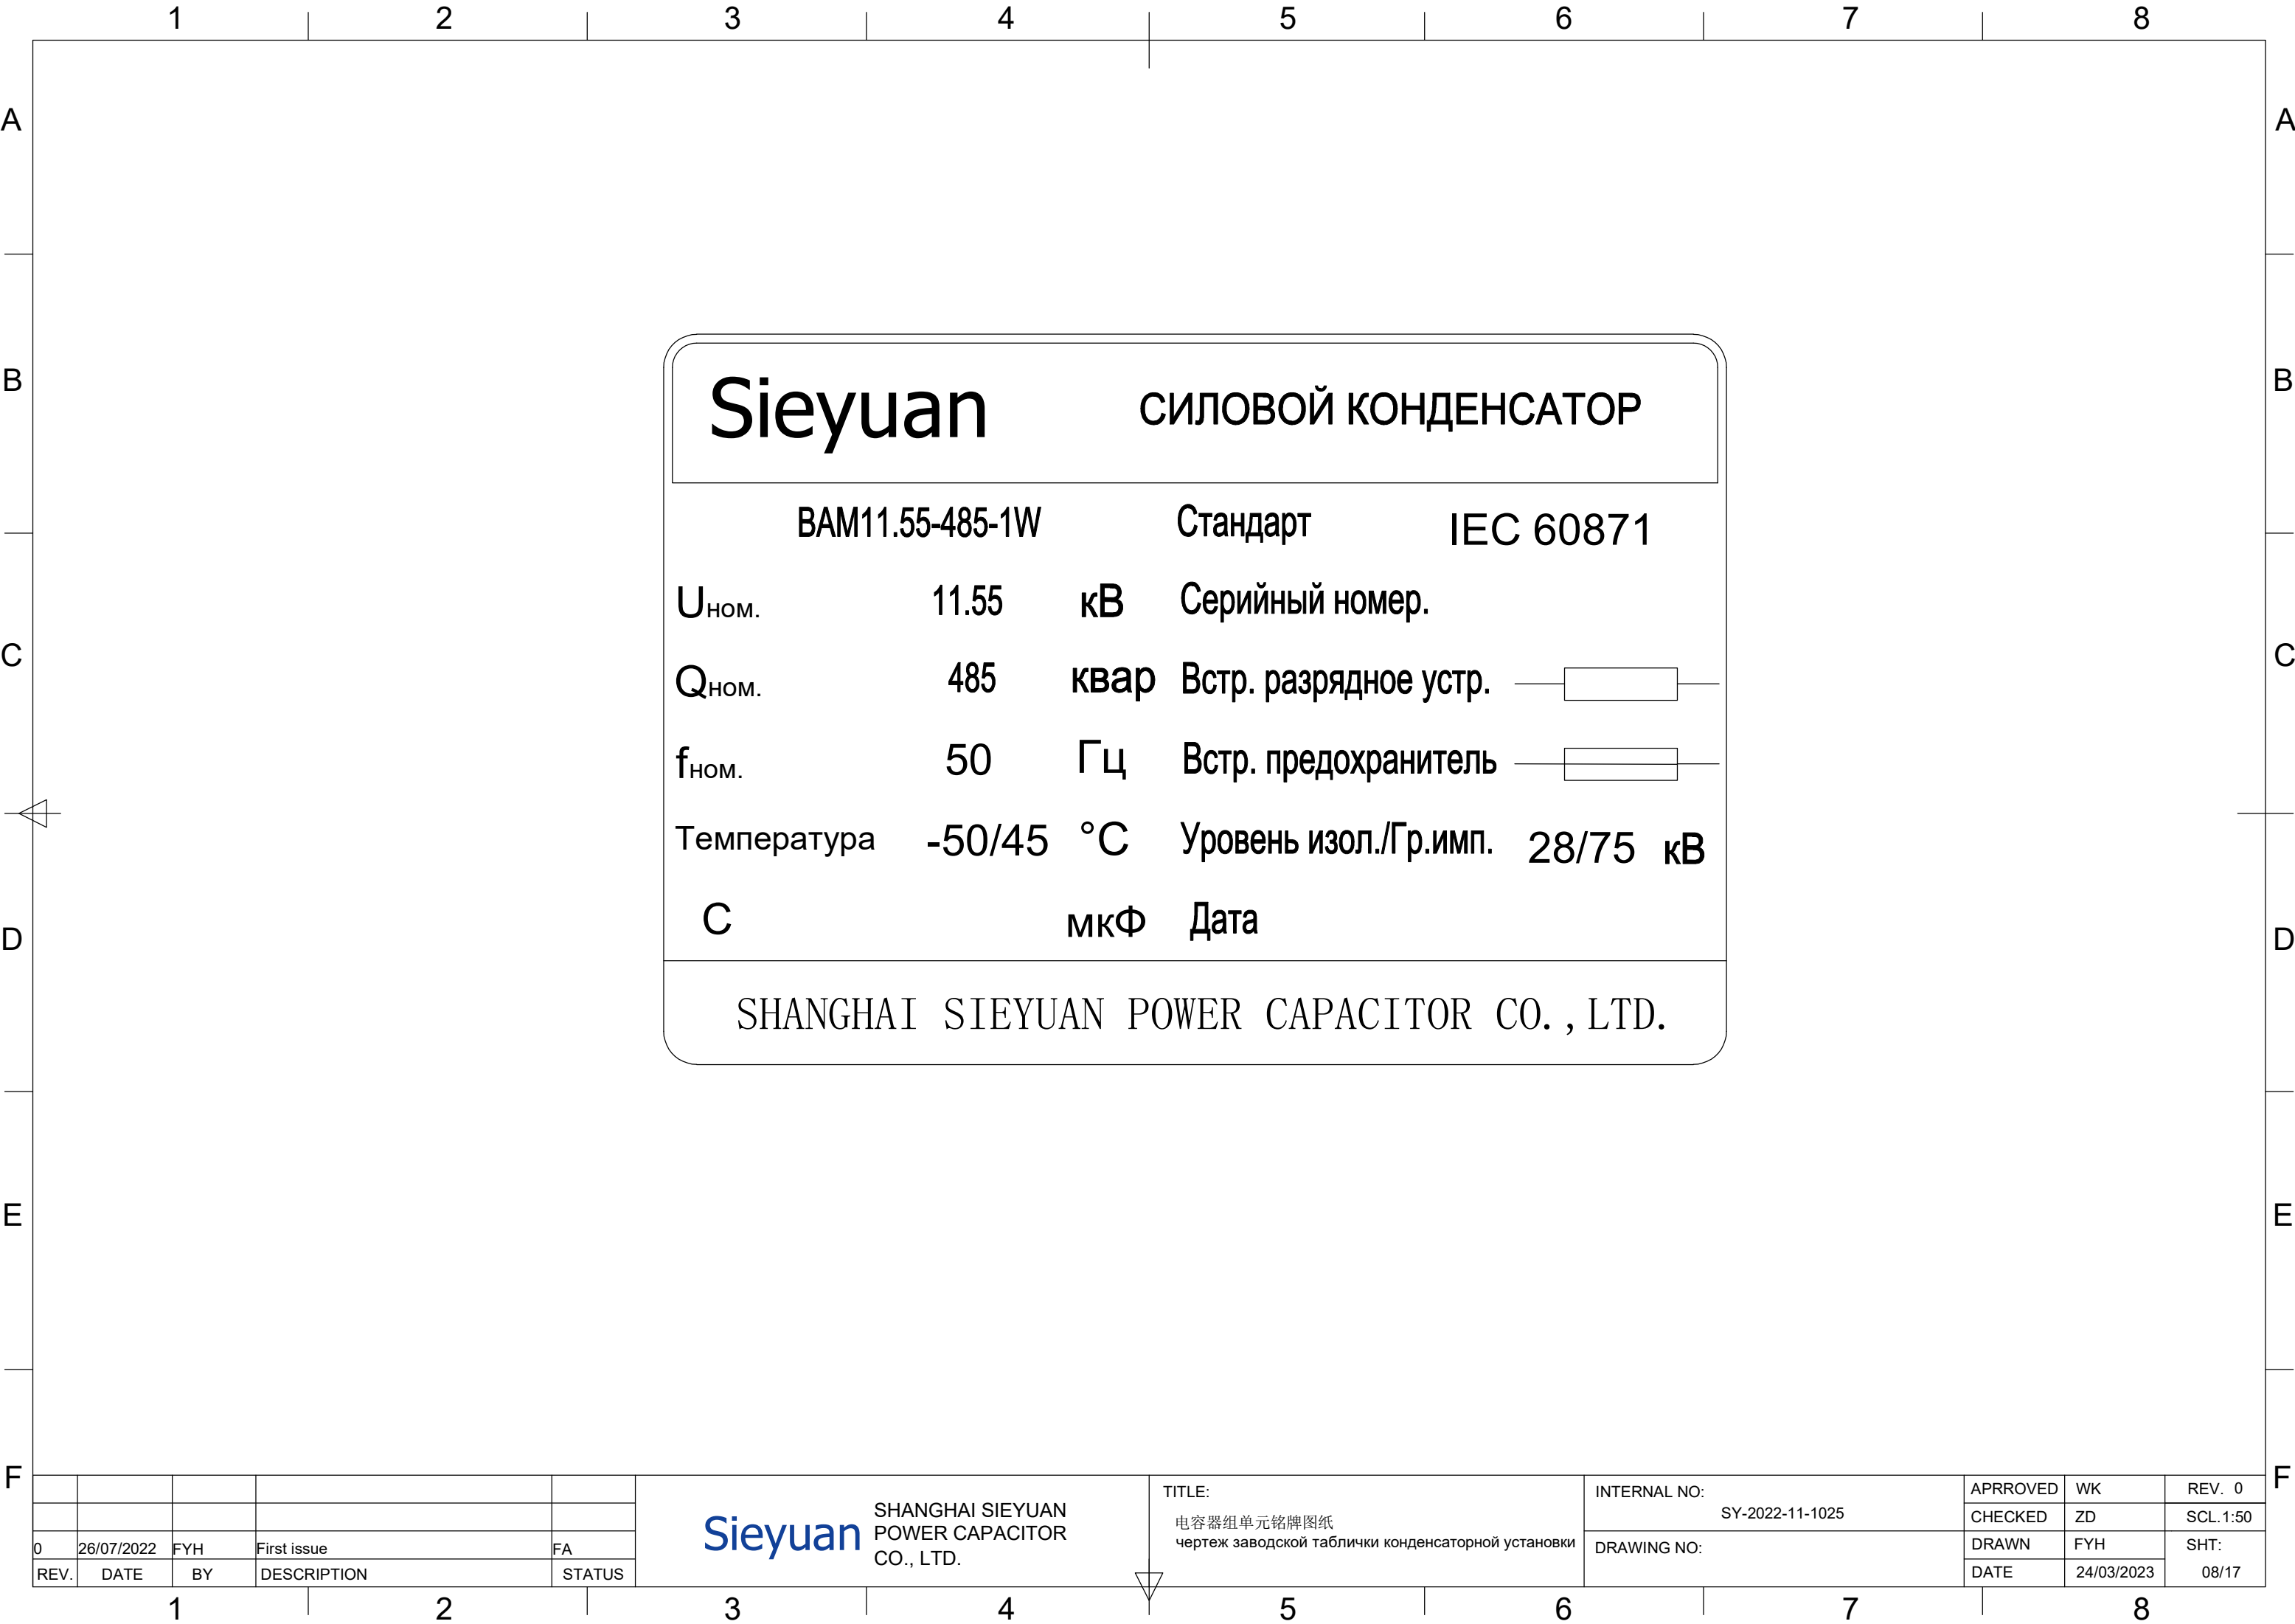 1 2 3 4 5 6 7 8
A A
B B
C C
D D
E E
F F
Sieyuan СИЛОВОЙ КОНДЕНСАТОР
BAM11.55-485-1W Стандарт IEC 60871
Uном. 11.55 кВ Серийный номер.
Qном. 485 квар Встр. разрядное устр.
fном. 50 Гц Встр. предохранитель
Температура -50/45 °C Уровень изол./Гр.имп. 28/75 кВ
C мкФ Дата
SHANGHAI SIEYUAN POWER CAPACITOR CO.,LTD.
0 26/07/2022 FYH First issue FA
REV. DATE BY DESCRIPTION STATUS
Sieyuan
SHANGHAI SIEYUAN
POWER CAPACITOR
CO., LTD.
TITLE:
电容器组单元铭牌图纸
чертеж заводской таблички конденсаторной установки
INTERNAL NO:
SY-2022-11-1025
DRAWING NO:
APRROVED WK REV. 0
CHECKED ZD SCL.1:50
DRAWN FYH SHT:
DATE 24/03/2023 08/17
1 2 3 4 5 6 7 8